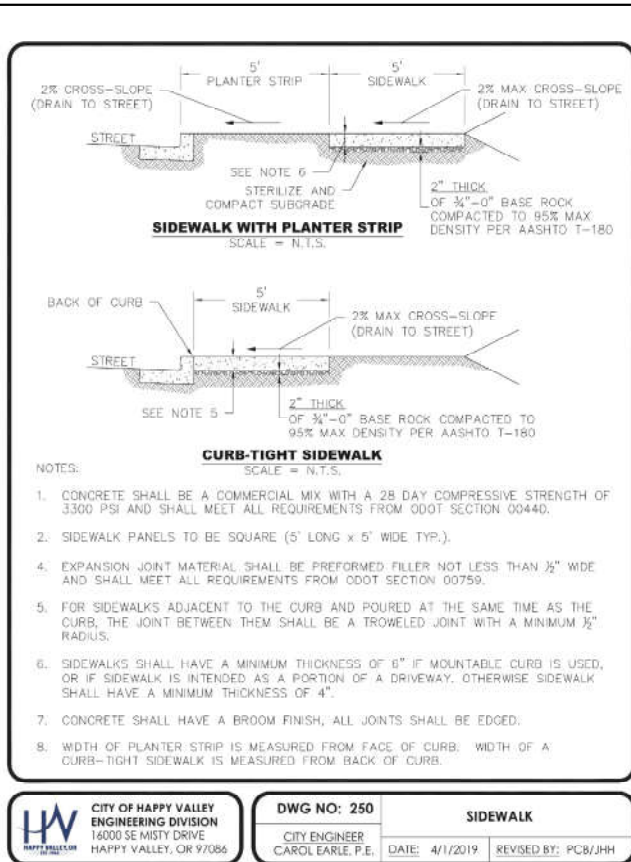 5'
PLANTER STRIP
5'
SIDEWALK
2% CROSS-SLOPE
(DRAIN TO STREET)
2% MAX CROSS-SLOPE
(DRAIN TO STREET)
STREET
SEE NOTE 6
STERILIZE AND
COMPACT SUBGRADE
2" THICK
OF ¾"-0" BASE ROCK
COMPACTED TO 95% MAX
DENSITY PER AASHTO T-180
SIDEWALK WITH PLANTER STRIP
SCALE = N.T.S.
BACK OF CURB
5'
SIDEWALK
2% MAX CROSS-SLOPE
(DRAIN TO STREET)
STREET
SEE NOTE 5
2" THICK
OF ¾"-0" BASE ROCK COMPACTED TO
95% MAX DENSITY PER AASHTO T-180
CURB-TIGHT SIDEWALK
SCALE = N.T.S.
NOTES:
1. CONCRETE SHALL BE A COMMERCIAL MIX WITH A 28 DAY COMPRESSIVE STRENGTH OF
3300 PSI AND SHALL MEET ALL REQUIREMENTS FROM ODOT SECTION 00440.
2. SIDEWALK PANELS TO BE SQUARE (5' LONG x 5' WIDE TYP.).
4. EXPANSION JOINT MATERIAL SHALL BE PREFORMED FILLER NOT LESS THAN ½" WIDE
AND SHALL MEET ALL REQUIREMENTS FROM ODOT SECTION 00759.
5. FOR SIDEWALKS ADJACENT TO THE CURB AND POURED AT THE SAME TIME AS THE
CURB, THE JOINT BETWEEN THEM SHALL BE A TROWELED JOINT WITH A MINIMUM ½"
RADIUS.
6. SIDEWALKS SHALL HAVE A MINIMUM THICKNESS OF 6" IF MOUNTABLE CURB IS USED,
OR IF SIDEWALK IS INTENDED AS A PORTION OF A DRIVEWAY. OTHERWISE SIDEWALK
SHALL HAVE A MINIMUM THICKNESS OF 4".
7. CONCRETE SHALL HAVE A BROOM FINISH, ALL JOINTS SHALL BE EDGED.
8. WIDTH OF PLANTER STRIP IS MEASURED FROM FACE OF CURB. WIDTH OF A
CURB-TIGHT SIDEWALK IS MEASURED FROM BACK OF CURB.
HV
HAPPY VALLEY, OR
CITY OF HAPPY VALLEY
ENGINEERING DIVISION
16000 SE MISTY DRIVE
HAPPY VALLEY, OR 97086
DWG NO: 250
CITY ENGINEER
CAROL EARLE, P.E.
SIDEWALK
DATE: 4/1/2019
REVISED BY: PCB/JHH